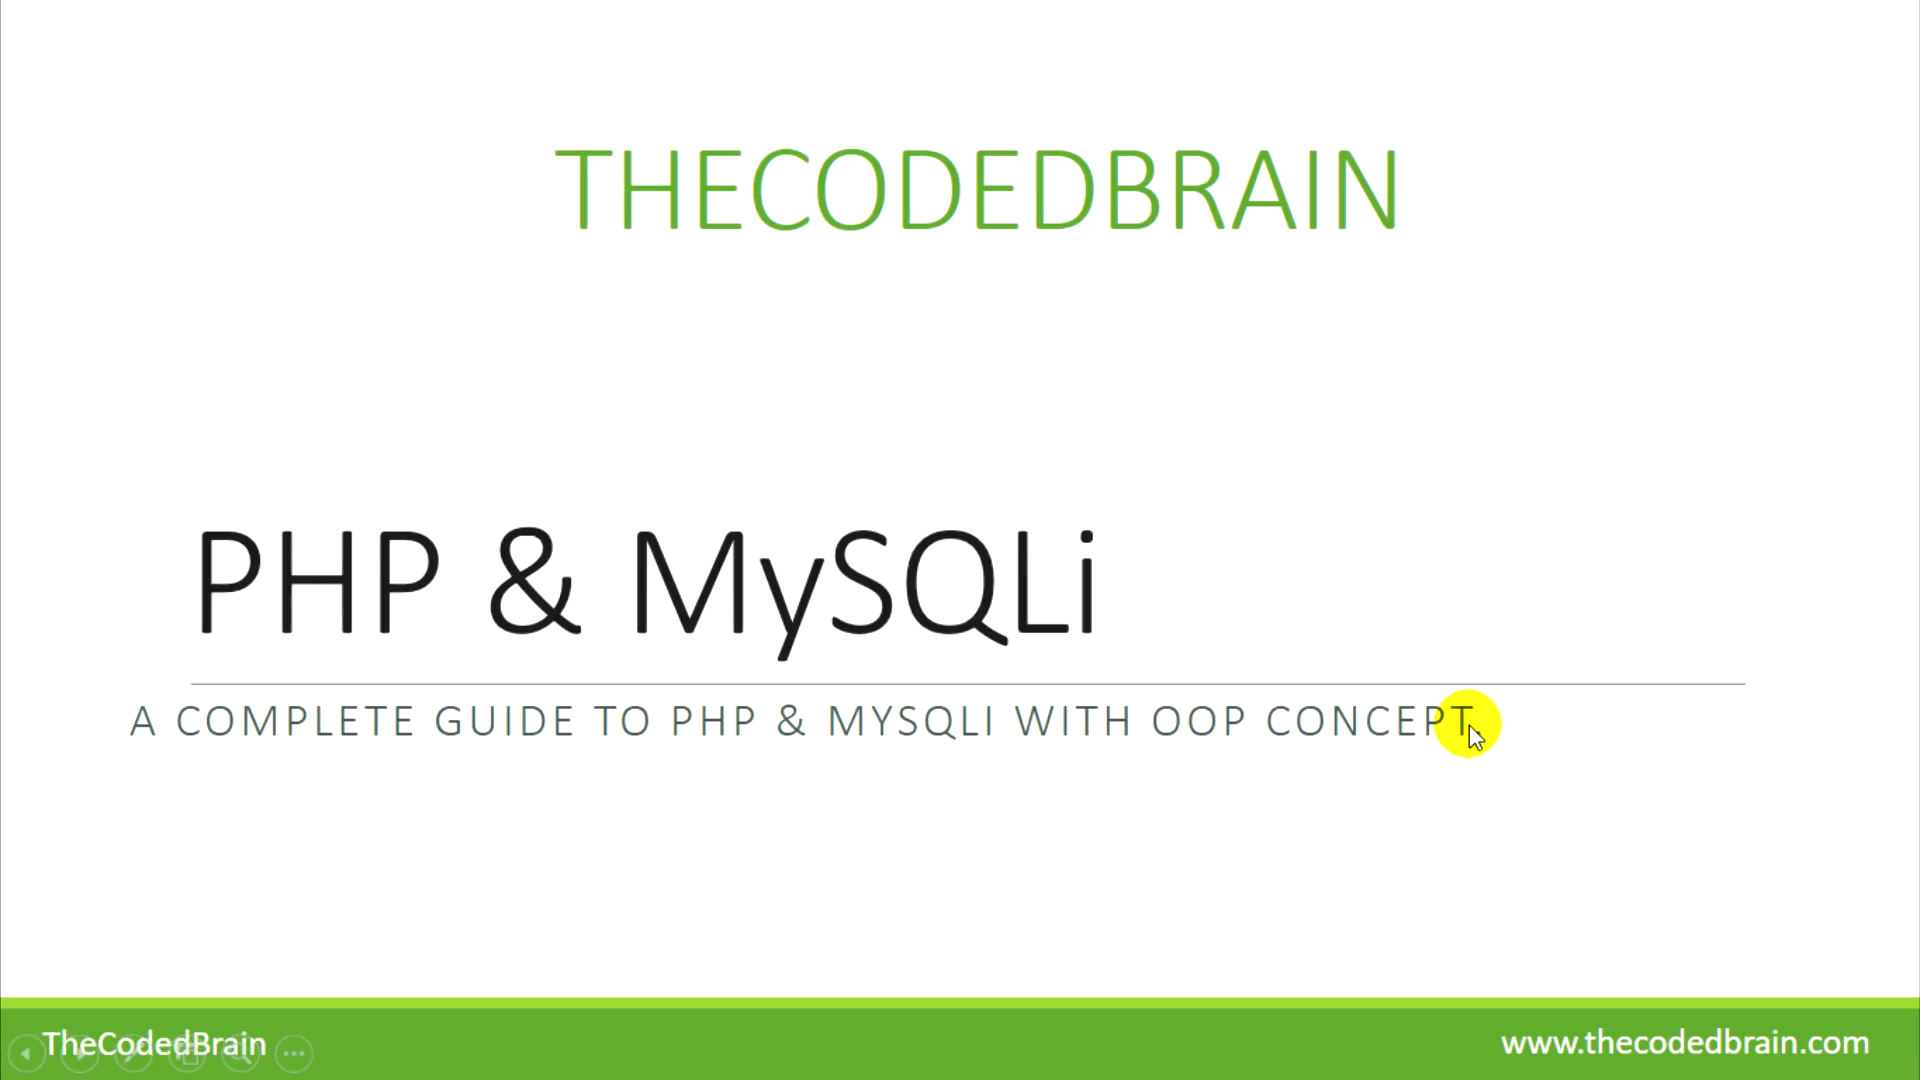 THECODEDBRAIN
PHP & MySQLi
A COMPLETE GUIDE TO PHP & MYSQLI WITH OOP CONCEPT.
TheCodedBrain
www.thecodedbrain.com